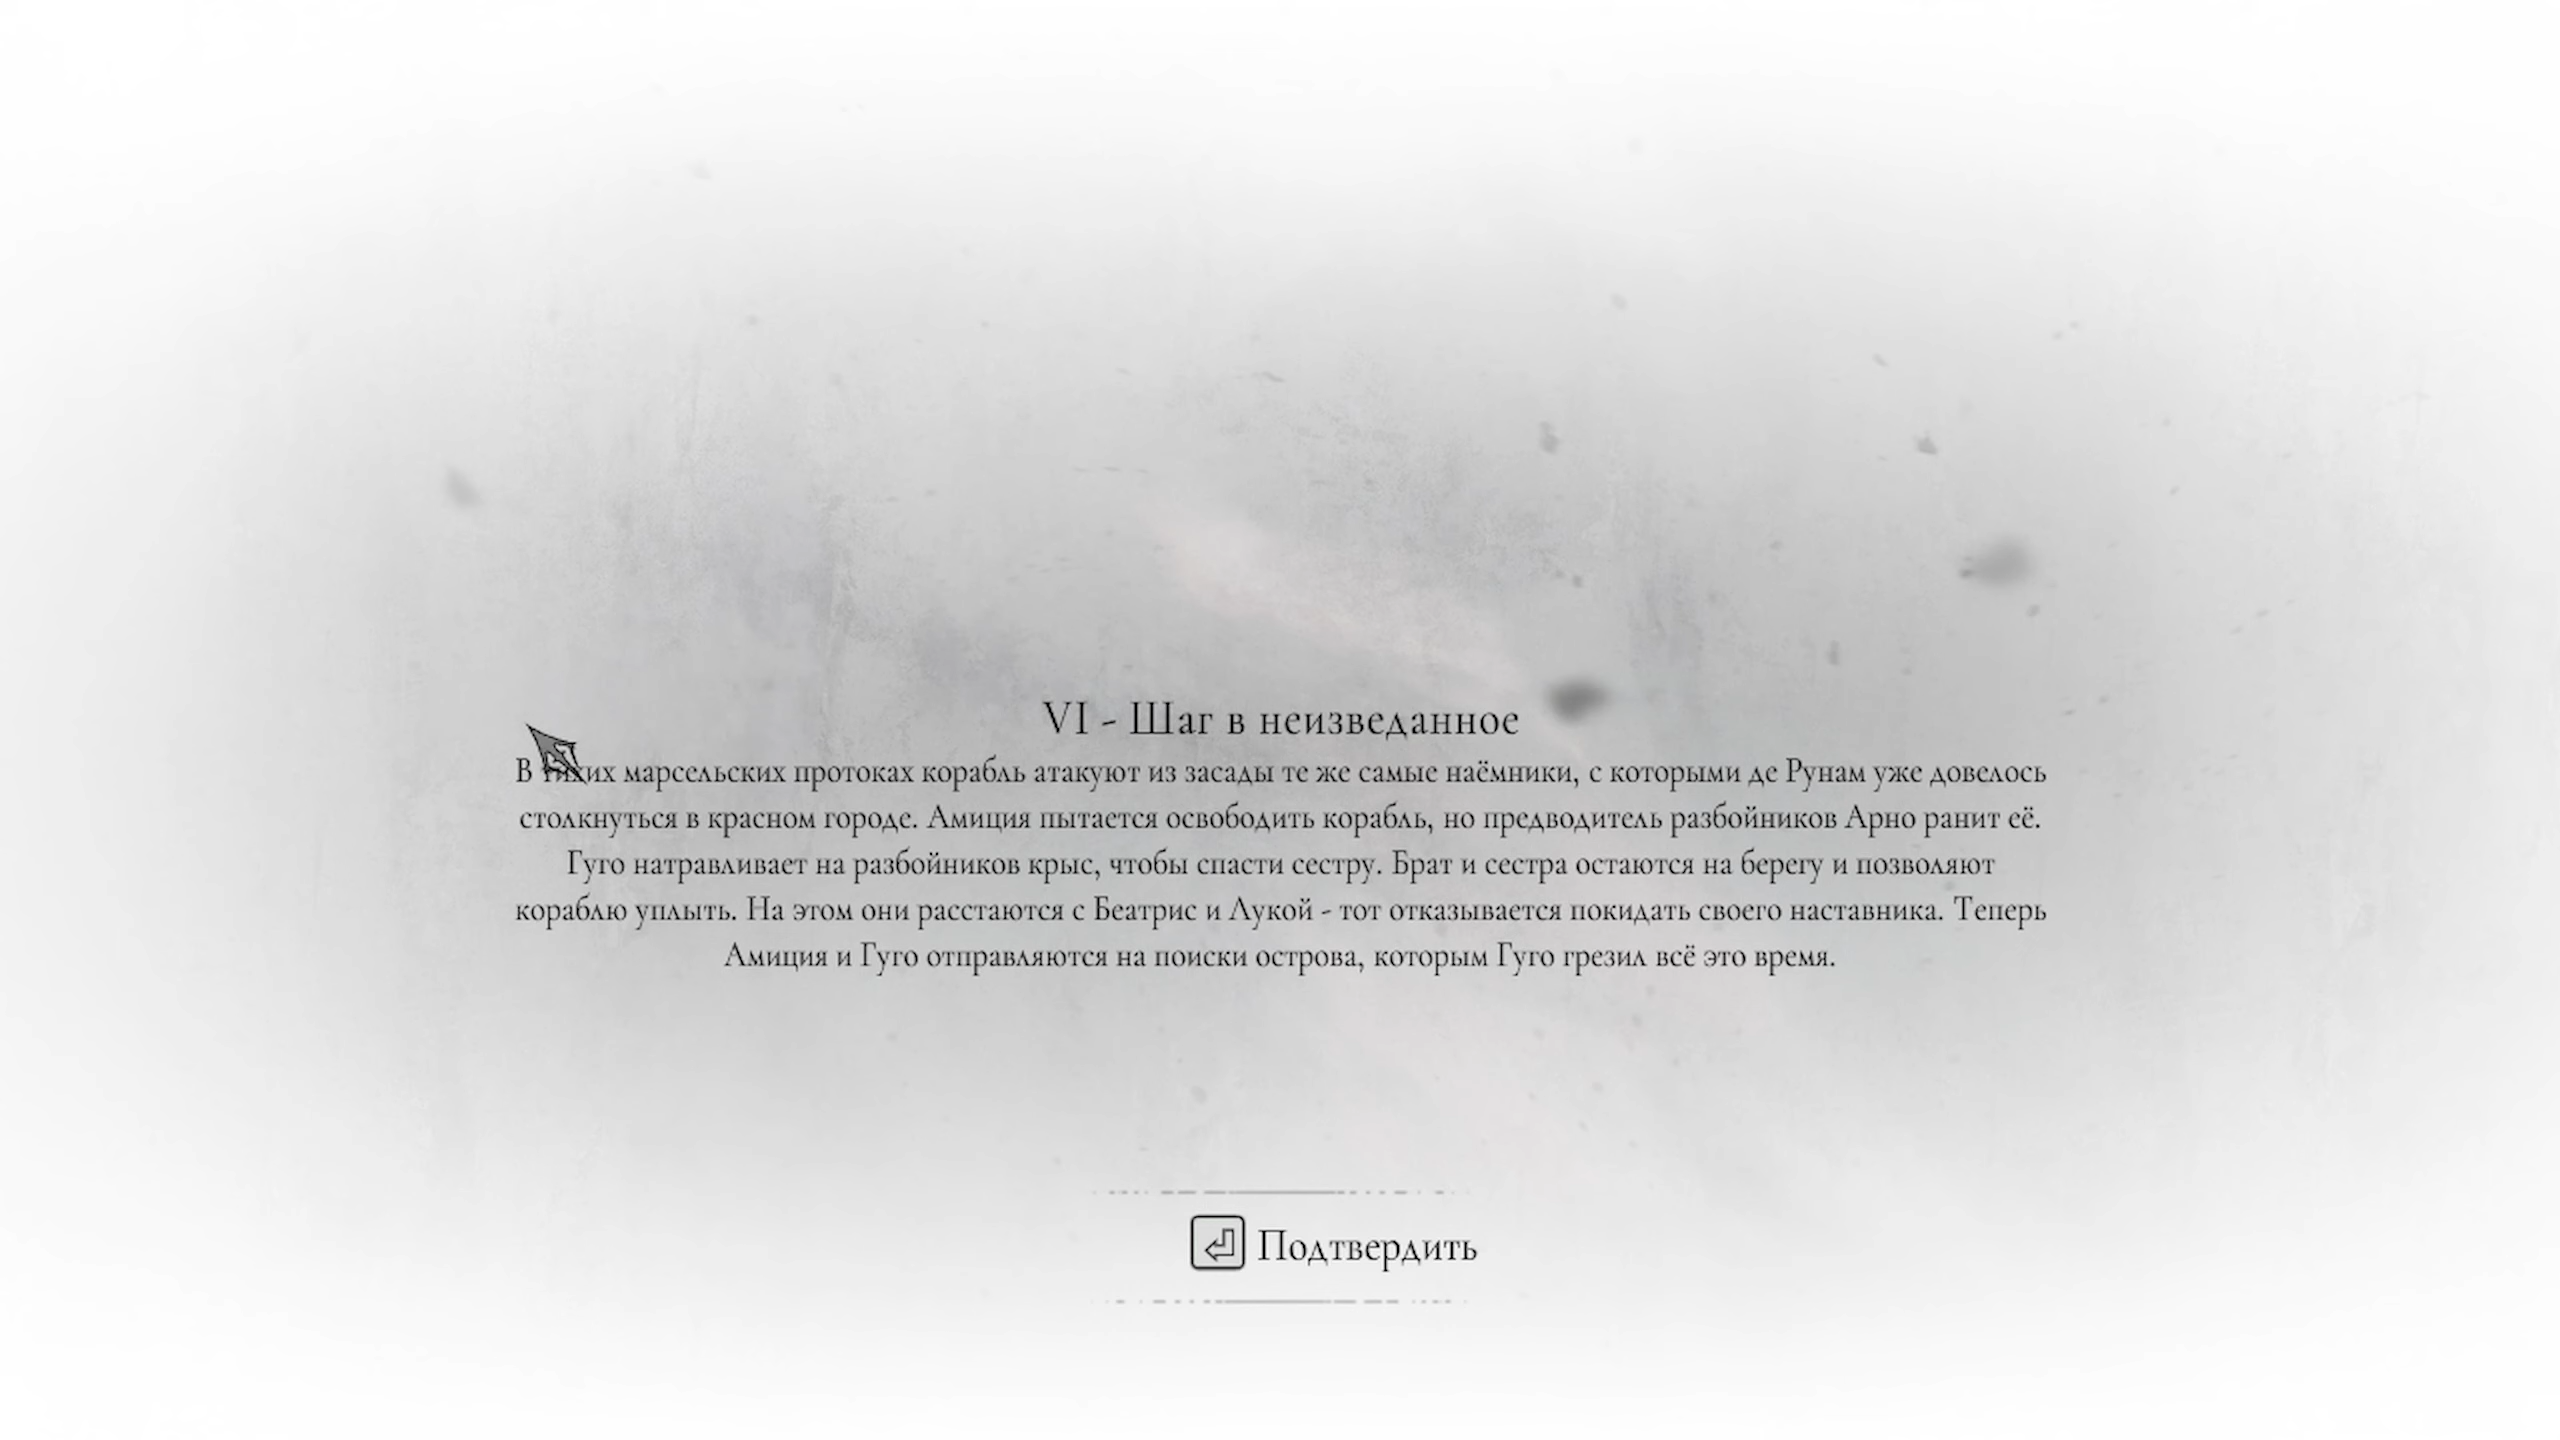 VI - Шаг в неизведанное
В тихих марсельских протоках корабль атакуют из засады те же самые наёмники, с которыми де Рунам уже довелось
столкнуться в красном городе. Амиция пытается освободить корабль, но предводитель разбойников Арно ранит её.
Гуго натравливает на разбойников крыс, чтобы спасти сестру. Брат и сестра остаются на берегу и позволяют
кораблю уплыть. На этом они расстаются с Беатрис и Лукой - тот отказывается покидать своего наставника. Теперь
Амиция и Гуго отправляются на поиски острова, которым Гуго грезил всё это время.
Подтвердить